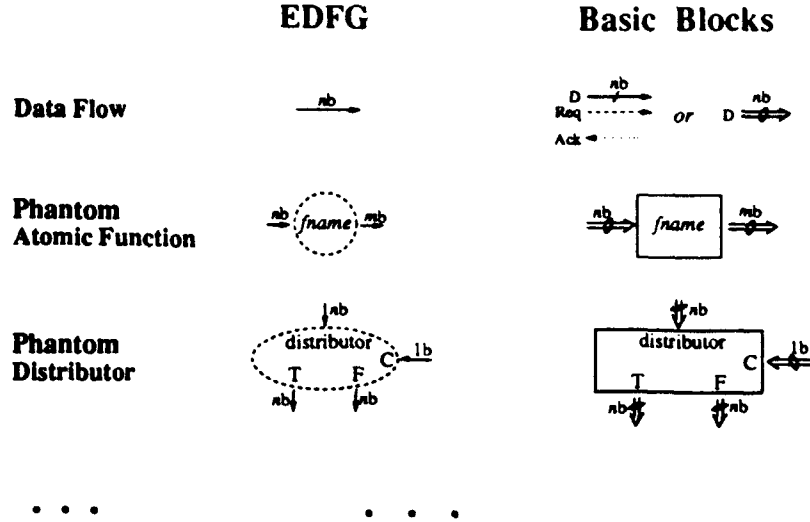 EDFG Basic Blocks
Data Flow nb D nb or D nb
Req
Ack
Phantom
Atomic Function nb fname mb nb fname mb
Phantom
Distributor
nb nb
distributor distributor
C 1b C 1b
T F T F
nb nb nb nb
. . . . . .